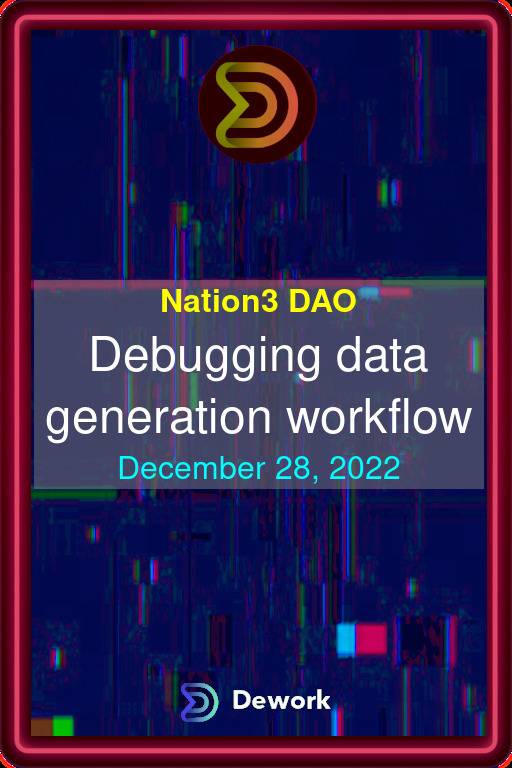 Nation3 DAO
Debugging data
generation workflow
December 28, 2022
Dework